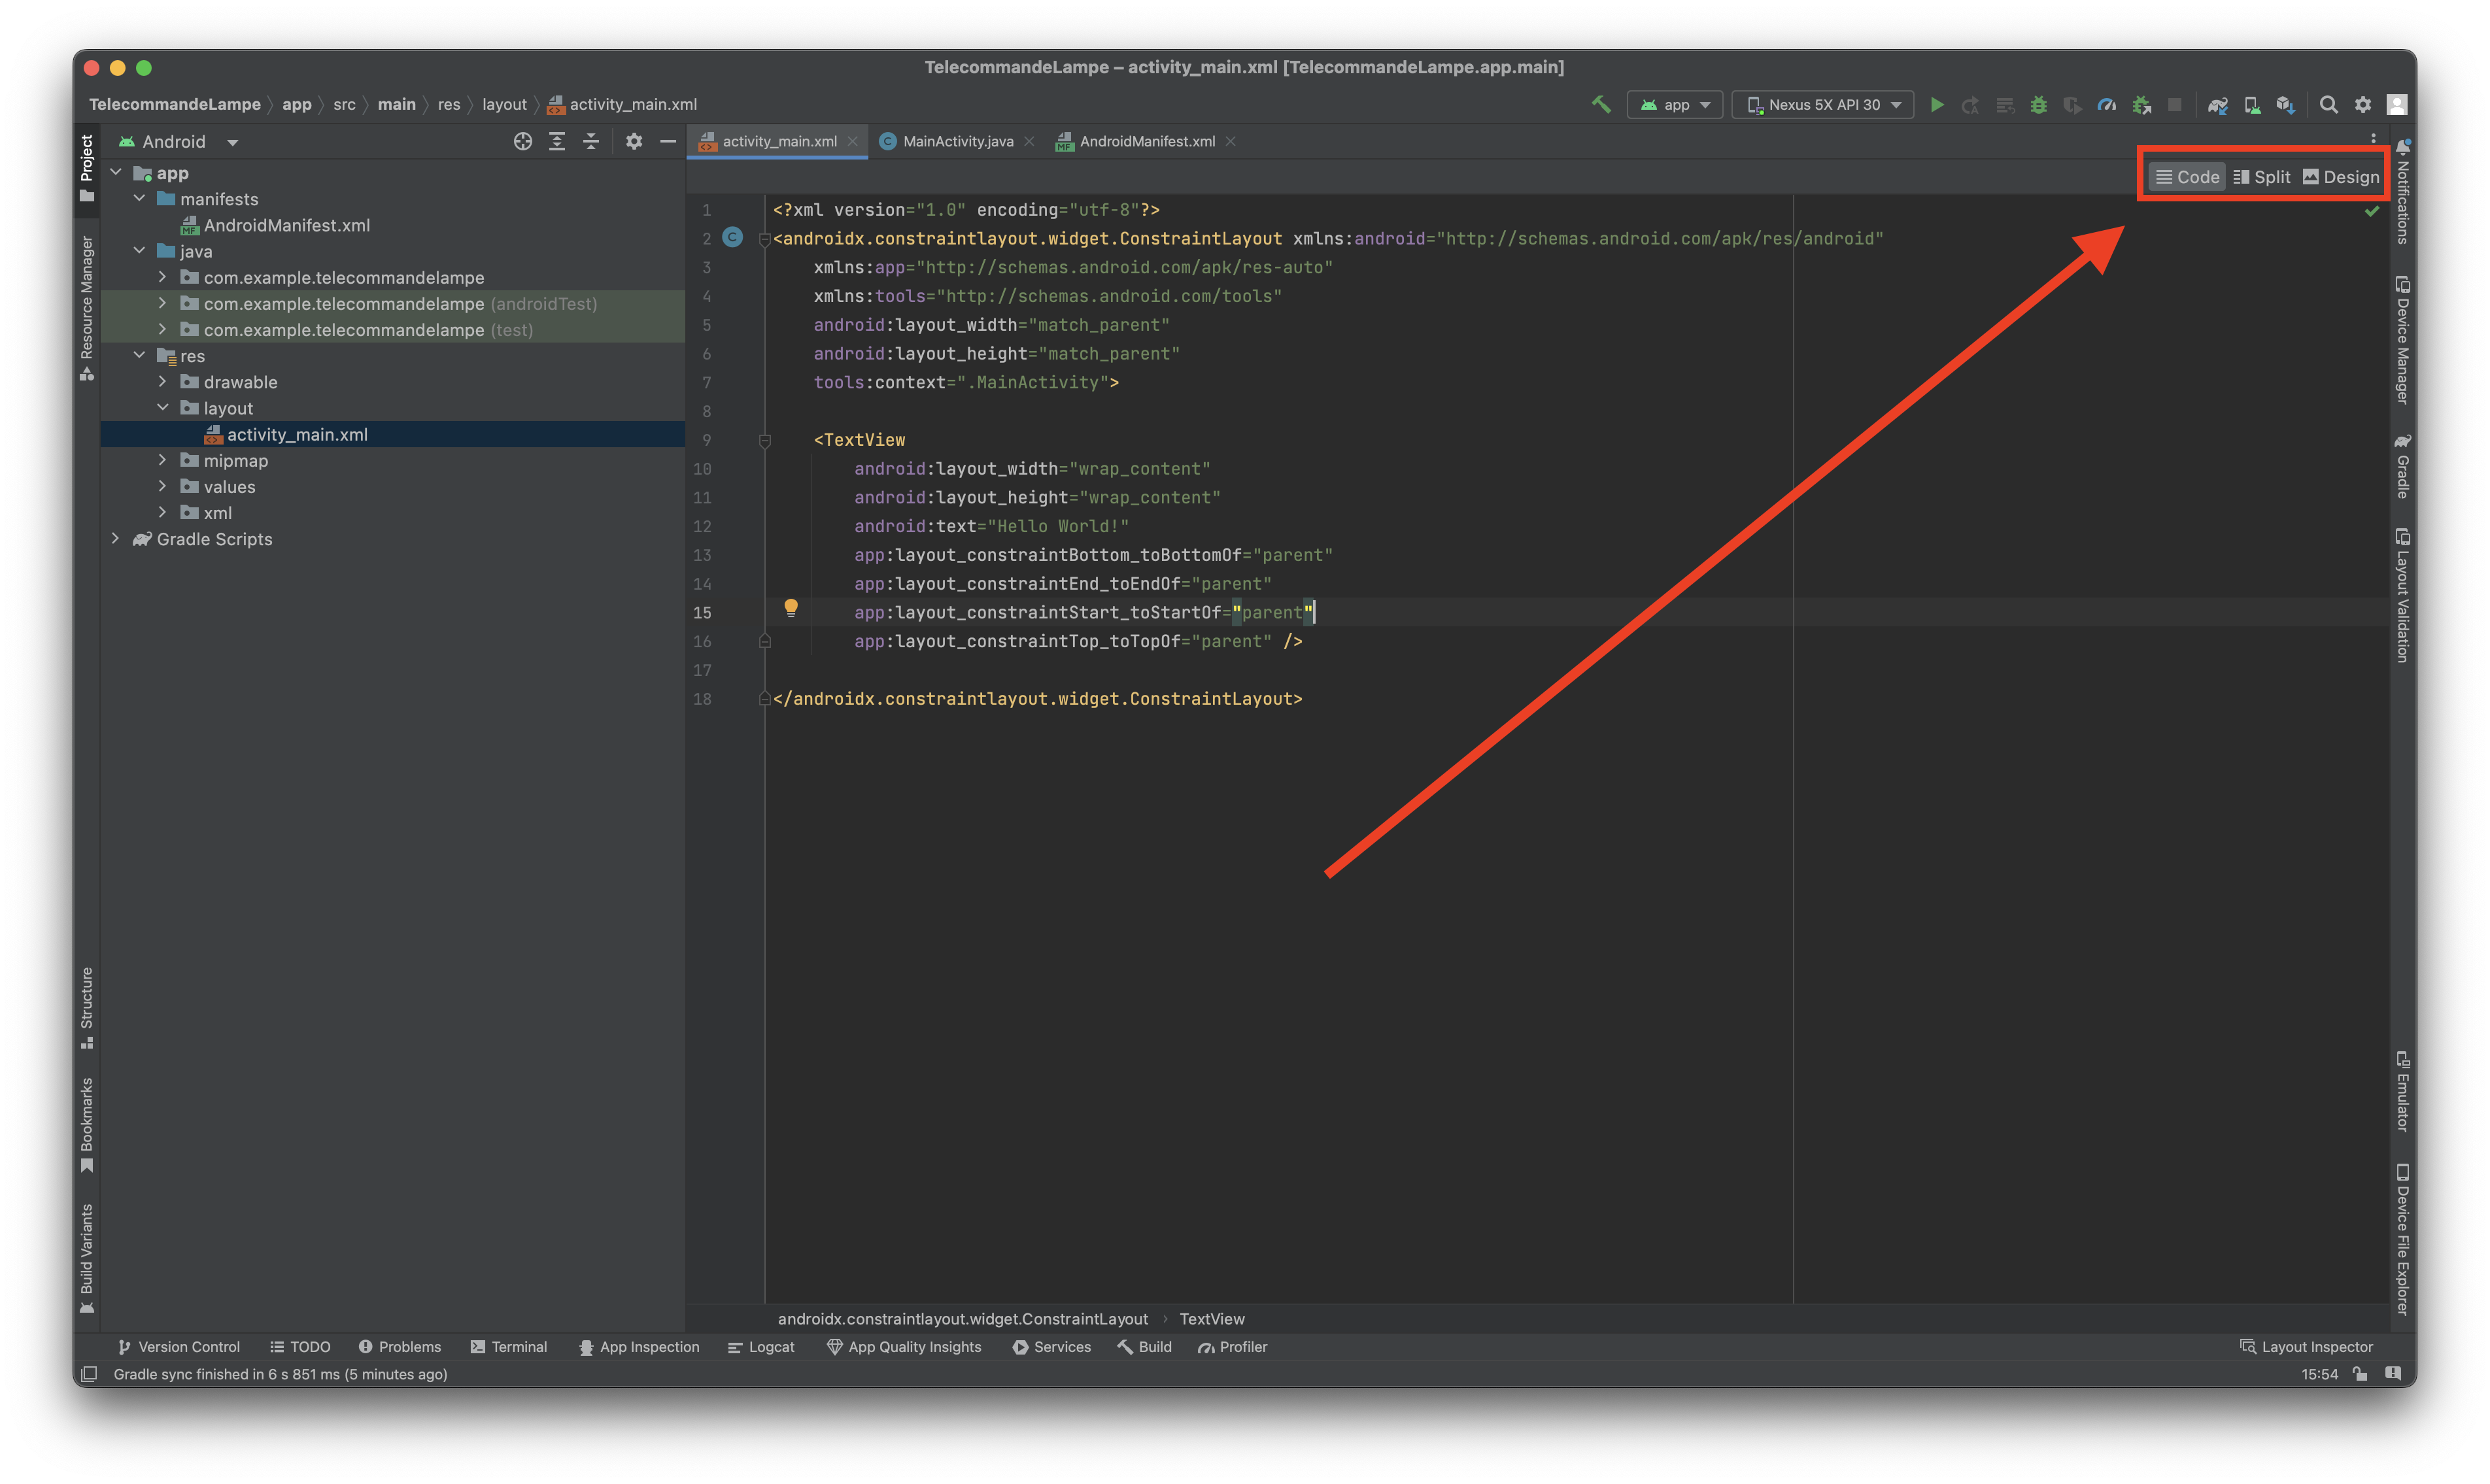 TelecommandeLampe – activity_main.xml [TelecommandeLampe.app.main]
TelecommandeLampe app src main res layout activity_main.xml
app Nexus 5X API 30
Project
Resource Manager
Structure
Bookmarks
Build Variants
Android
app
manifests
AndroidManifest.xml
java
com.example.telecommandelampe
com.example.telecommandelampe (androidTest)
com.example.telecommandelampe (test)
res
drawable
layout
activity_main.xml
mipmap
values
xml
Gradle Scripts
activity_main.xml MainActivity.java AndroidManifest.xml
Code Split Design
1 <?xml version="1.0" encoding="utf-8"?>
2 <androidx.constraintlayout.widget.ConstraintLayout xmlns:android="http://schemas.android.com/apk/res/android"
3 xmlns:app="http://schemas.android.com/apk/res-auto"
4 xmlns:tools="http://schemas.android.com/tools"
5 android:layout_width="match_parent"
6 android:layout_height="match_parent"
7 tools:context=".MainActivity">
8
9 <TextView
10 android:layout_width="wrap_content"
11 android:layout_height="wrap_content"
12 android:text="Hello World!"
13 app:layout_constraintBottom_toBottomOf="parent"
14 app:layout_constraintEnd_toEndOf="parent"
15 app:layout_constraintStart_toStartOf="parent"
16 app:layout_constraintTop_toTopOf="parent" />
17
18 </androidx.constraintlayout.widget.ConstraintLayout>
androidx.constraintlayout.widget.ConstraintLayout TextView
Notifications
Device Manager
Gradle
Layout Validation
Emulator
Device File Explorer
Version Control TODO Problems Terminal App Inspection Logcat App Quality Insights Services Build Profiler Layout Inspector
Gradle sync finished in 6 s 851 ms (5 minutes ago) 15:54